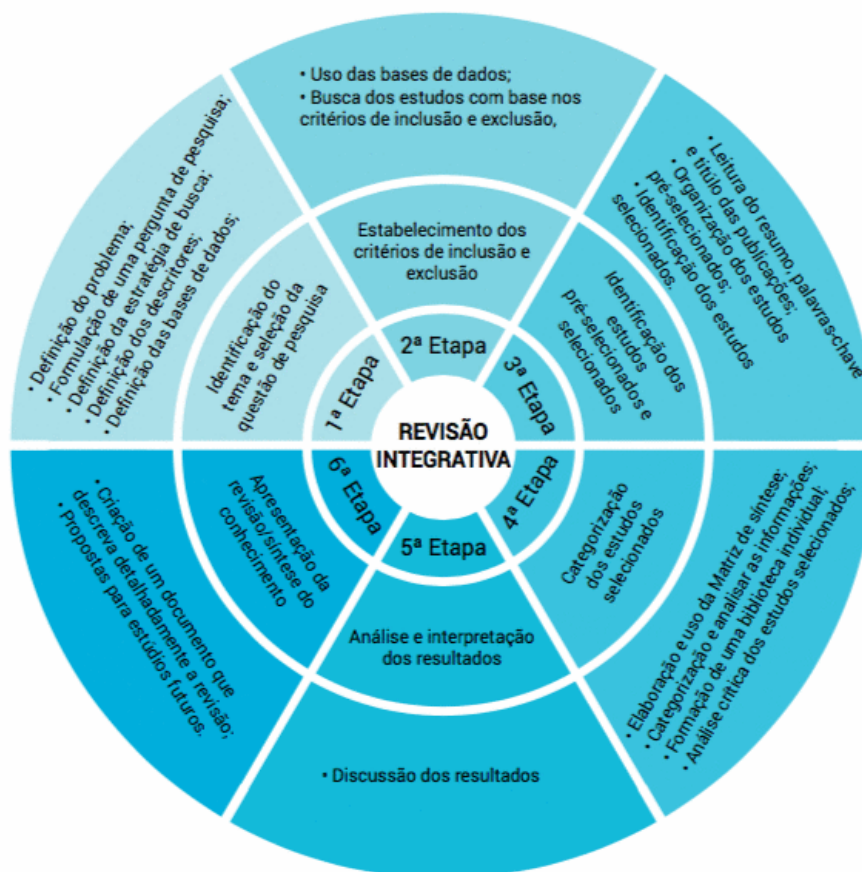 REVISÃO
INTEGRATIVA
1ª Etapa
Identificação do
tema e seleção da
questão de pesquisa
• Definição do problema;
• Formulação de uma pergunta de pesquisa;
• Definição da estratégia de busca;
• Definição dos descritores;
• Definição das bases de dados;
2ª Etapa
Estabelecimento dos
critérios de inclusão e
exclusão
• Uso das bases de dados;
• Busca dos estudos com base nos
critérios de inclusão e exclusão,
3ª Etapa
Identificação dos
estudos
pré-selecionados e
selecionados
• Leitura do resumo, palavras-chave
e título das publicações;
• Organização dos estudos
pré-selecionados;
• Identificação dos estudos
selecionados.
4ª Etapa
Categorização
dos estudos
selecionados
• Elaboração e uso da Matriz de síntese;
• Categorização e analisar as informações;
• Formação de uma biblioteca individual;
• Análise crítica dos estudos selecionados;
5ª Etapa
Análise e interpretação
dos resultados
• Discussão dos resultados
6ª Etapa
Apresentação da
revisão/síntese do
conhecimento
• Criação de um documento que
descreva detalhadamente a revisão;
• Propostas para estúdios futuros.